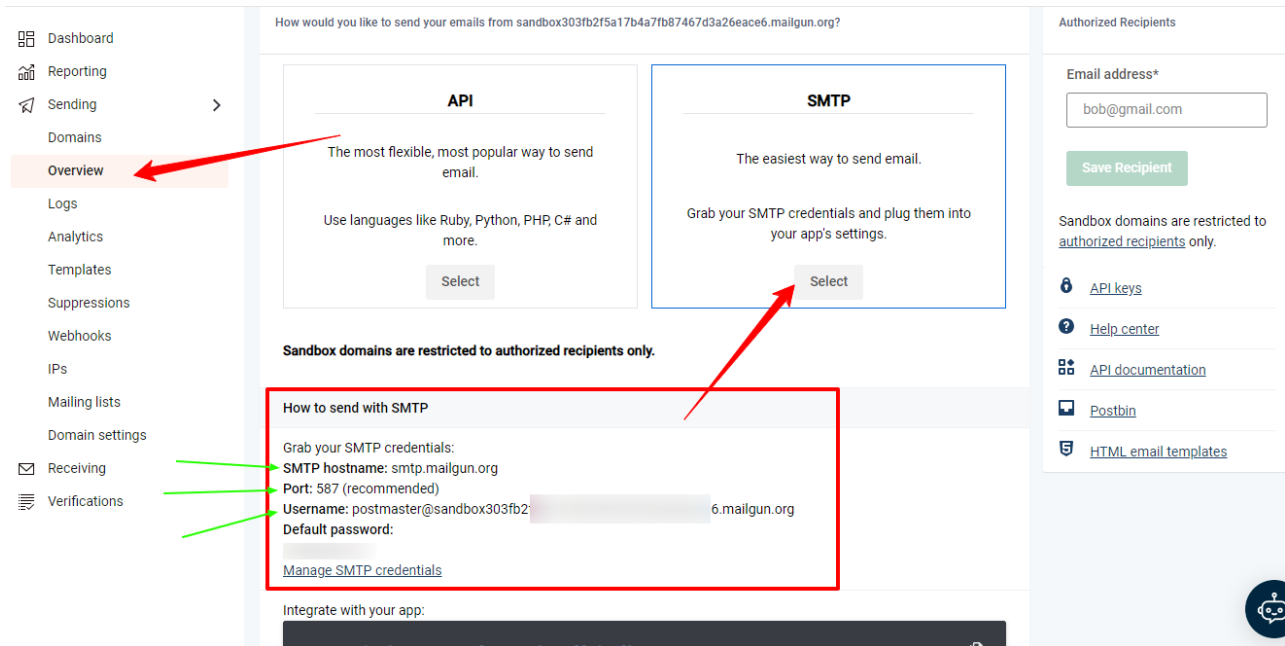 Dashboard
Reporting
Sending
Domains
Overview
Logs
Analytics
Templates
Suppressions
Webhooks
IPs
Mailing lists
Domain settings
Receiving
Verifications
How would you like to send your emails from sandbox303fb2f5a17b4a7fb87467d3a26eace6.mailgun.org?
API
The most flexible, most popular way to send
email.
Use languages like Ruby, Python, PHP, C# and
more.
Select
SMTP
The easiest way to send email.
Grab your SMTP credentials and plug them into
your app's settings.
Select
Sandbox domains are restricted to authorized recipients only.
How to send with SMTP
Grab your SMTP credentials:
SMTP hostname: smtp.mailgun.org
Port: 587 (recommended)
Username: postmaster@sandbox303fb2 6.mailgun.org
Default password:
Manage SMTP credentials
Integrate with your app:
Authorized Recipients
Email address*
bob@gmail.com
Save Recipient
Sandbox domains are restricted to
authorized recipients only.
API keys
Help center
API documentation
Postbin
HTML email templates